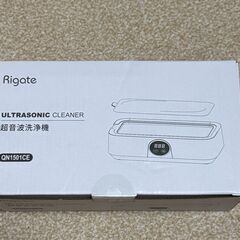 Rigate
ULTRASONIC CLEANER
超音波洗浄機
QN1501CE